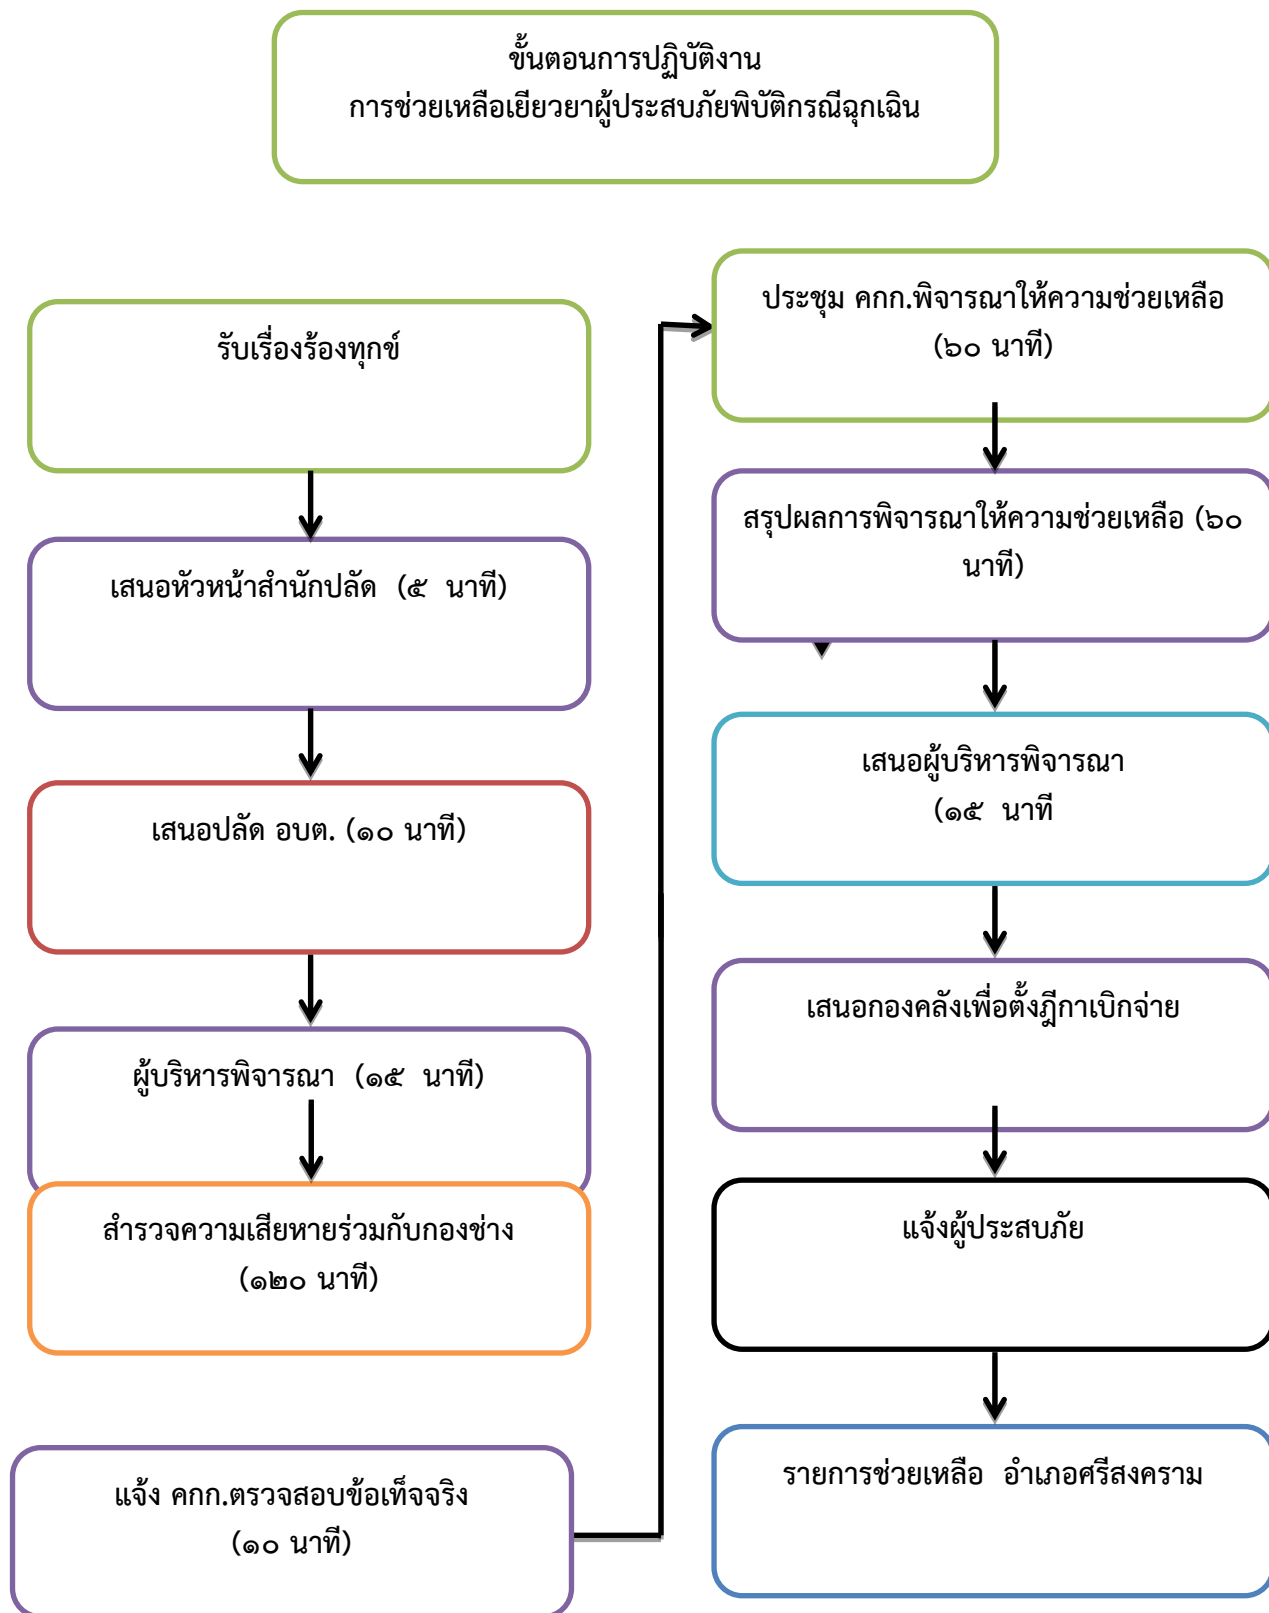 ขั้นตอนการปฏิบัติงาน
การช่วยเหลือเยียวยาผู้ประสบภัยพิบัติกรณีฉุกเฉิน
รับเรื่องร้องทุกข์
เสนอหัวหน้าสำนักปลัด (๕ นาที)
เสนอปลัด อบต. (๑๐ นาที)
ผู้บริหารพิจารณา (๑๕ นาที)
สำรวจความเสียหายร่วมกับกองช่าง
(๑๒๐ นาที)
แจ้ง คกก.ตรวจสอบข้อเท็จจริง
(๑๐ นาที)
ประชุม คกก.พิจารณาให้ความช่วยเหลือ
(๖๐ นาที)
สรุปผลการพิจารณาให้ความช่วยเหลือ (๖๐
นาที)
เสนอผู้บริหารพิจารณา
(๑๕ นาที
เสนอกองคลังเพื่อตั้งฎีกาเบิกจ่าย
แจ้งผู้ประสบภัย
รายการช่วยเหลือ อำเภอศรีสงคราม